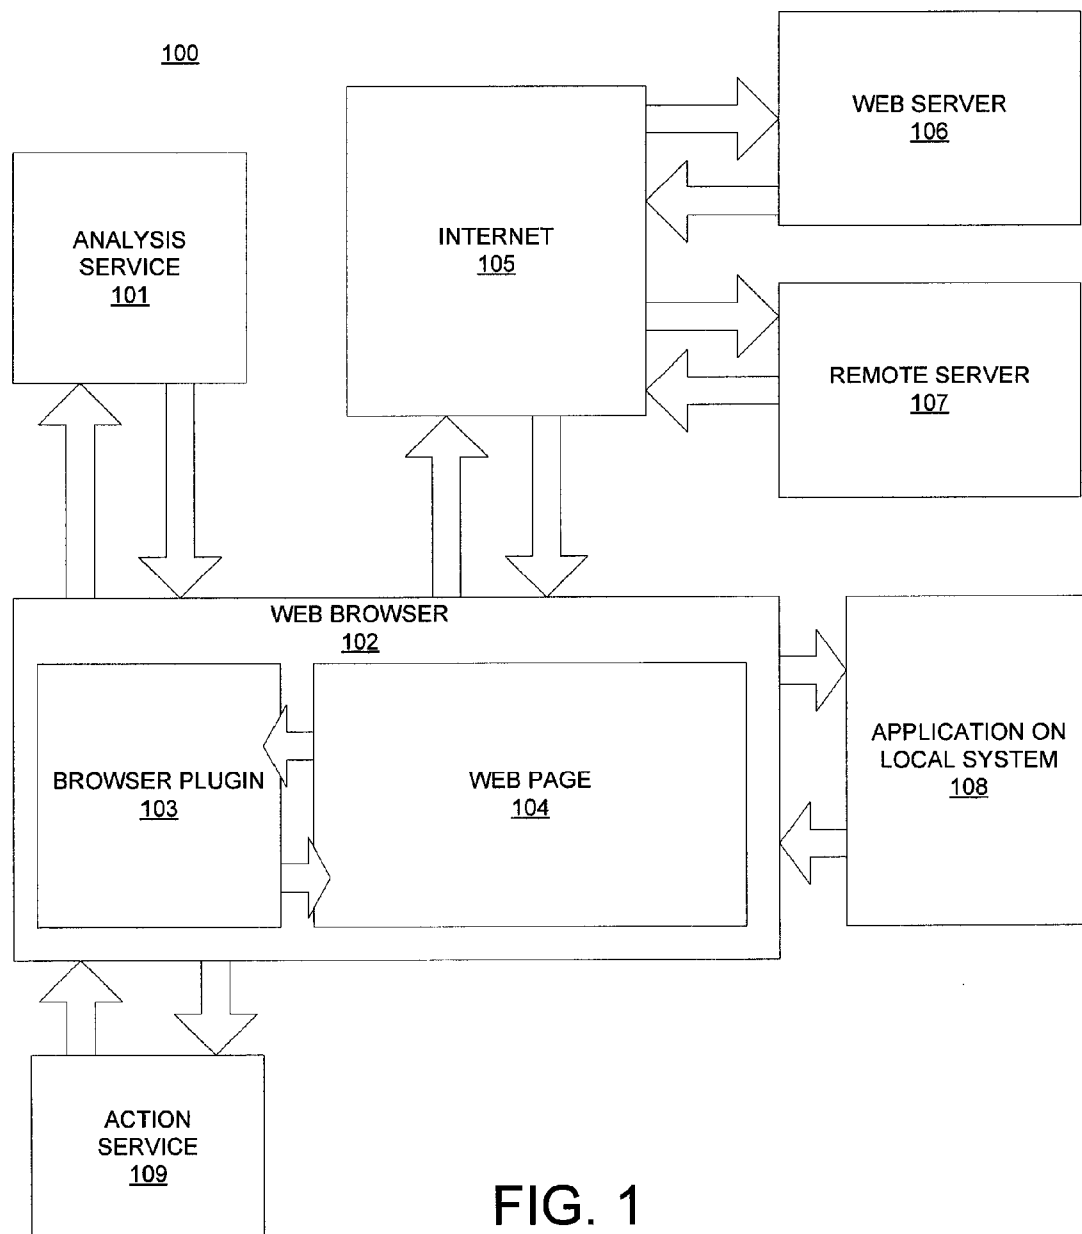 100
WEB SERVER
106
ANALYSIS
SERVICE
101
INTERNET
105
REMOTE SERVER
107
WEB BROWSER
102
BROWSER PLUGIN
103
WEB PAGE
104
APPLICATION ON
LOCAL SYSTEM
108
ACTION
SERVICE
109
FIG. 1